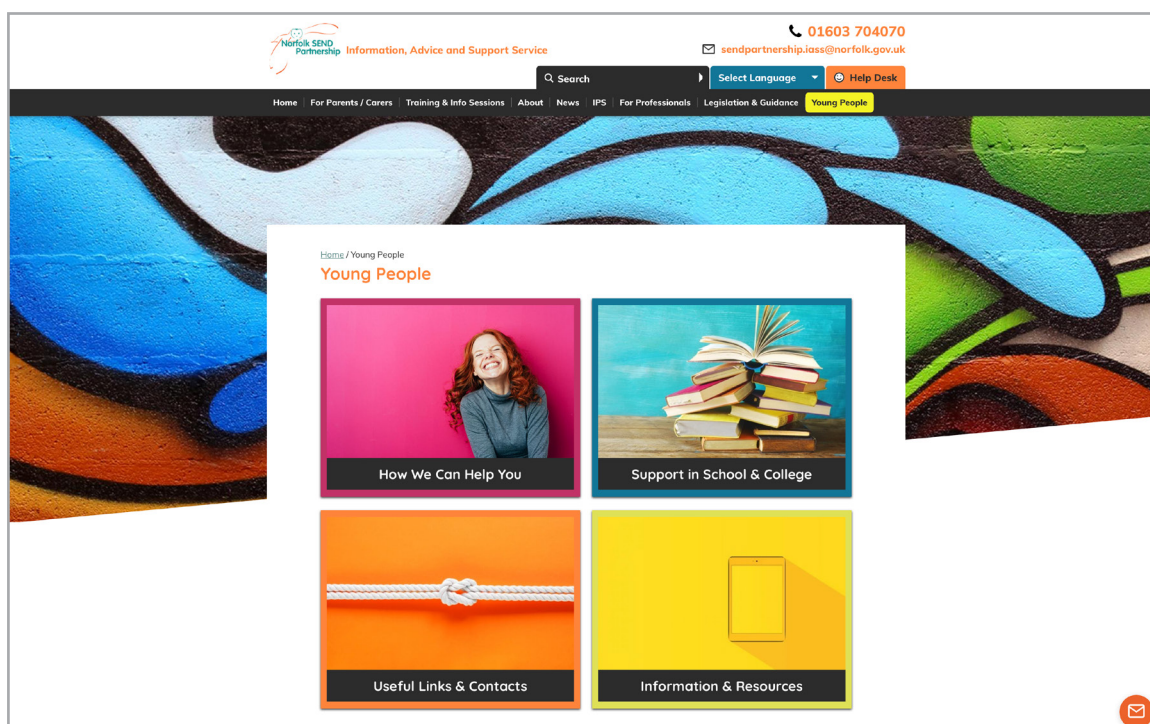 Norfolk SEND
Partnership
Information, Advice and Support Service
01603 704070
sendpartnership.iass@norfolk.gov.uk
Search
Select Language
Help Desk
Home
For Parents / Carers
Training & Info Sessions
About
News
IPS
For Professionals
Legislation & Guidance
Young People
Home / Young People
Young People
How We Can Help You
Support in School & College
Useful Links & Contacts
Information & Resources